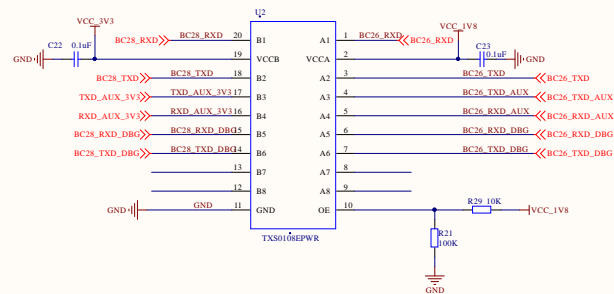 U2
VCC_3V3
VCC_1V8
BC28_RXD BC28_RXD 20 B1 A1 1 BC26_RXD BC26_RXD
C22 0.1uF
GND 19 VCCB VCCA 2 C23 0.1uF GND
BC28_TXD BC28_TXD 18 B2 A2 3 BC26_TXD BC26_TXD
TXD_AUX_3V3 TXD_AUX_3V3 17 B3 A3 4 BC26_TXD_AUX BC26_TXD_AUX
RXD_AUX_3V3 RXD_AUX_3V3 16 B4 A4 5 BC26_RXD_AUX BC26_RXD_AUX
BC28_RXD_DBG BC28_RXD_DBG 15 B5 A5 6 BC26_RXD_DBG BC26_RXD_DBG
BC28_TXD_DBG BC28_TXD_DBG 14 B6 A6 7 BC26_TXD_DBG BC26_TXD_DBG
13 B7 A7 8
12 B8 A8 9
GND GND 11 GND OE 10
R29 10K VCC_1V8
TXS0108EPWR
R21
100K
GND